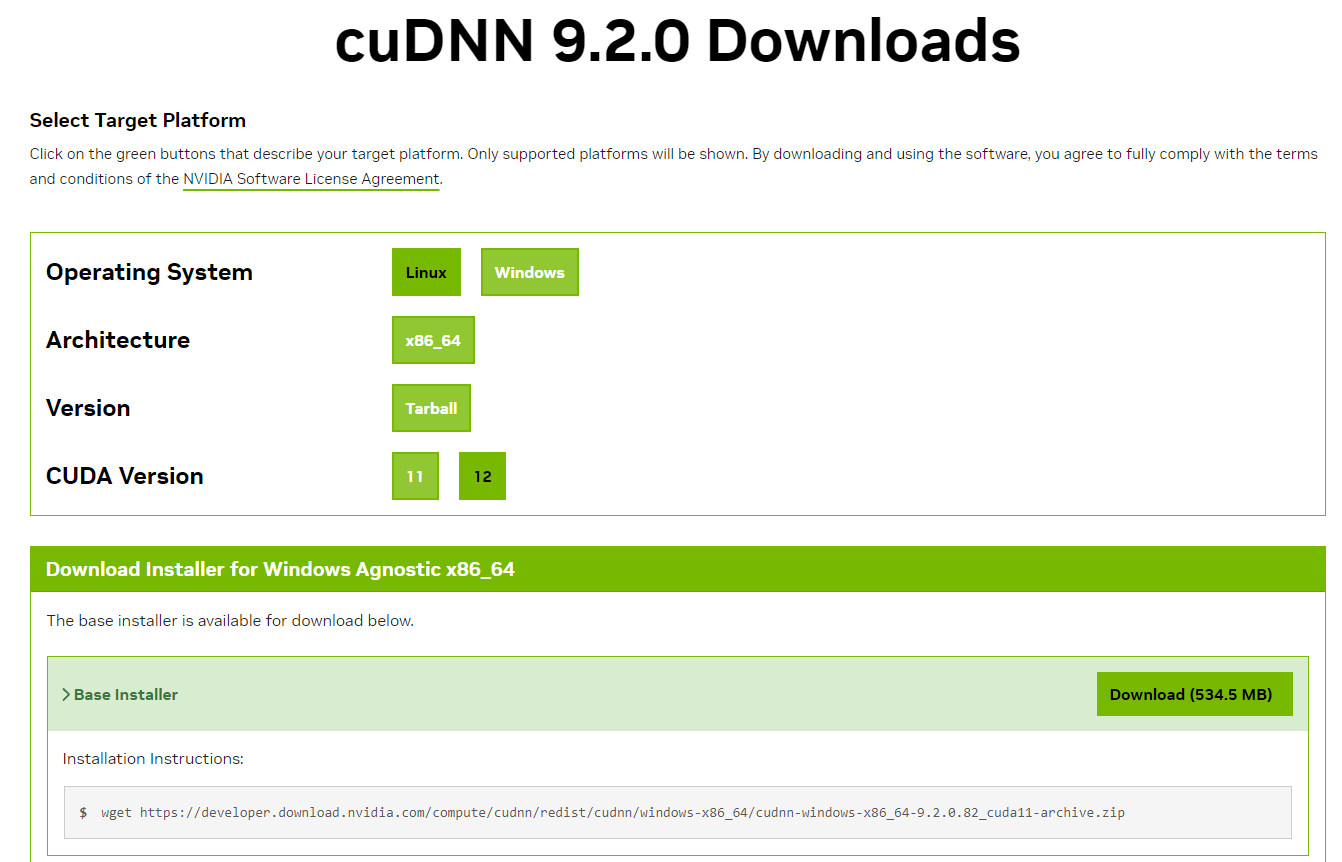 cuDNN 9.2.0 Downloads
Select Target Platform
Click on the green buttons that describe your target platform. Only supported platforms will be shown. By downloading and using the software, you agree to fully comply with the terms
and conditions of the NVIDIA Software License Agreement.
Operating System Linux Windows
Architecture x86_64
Version Tarball
CUDA Version 11 12
Download Installer for Windows Agnostic x86_64
The base installer is available for download below.
Base Installer Download (534.5 MB)
Installation Instructions:
$ wget https://developer.download.nvidia.com/compute/cudnn/redist/cudnn/windows-x86_64/cudnn-windows-x86_64-9.2.0.82_cuda11-archive.zip